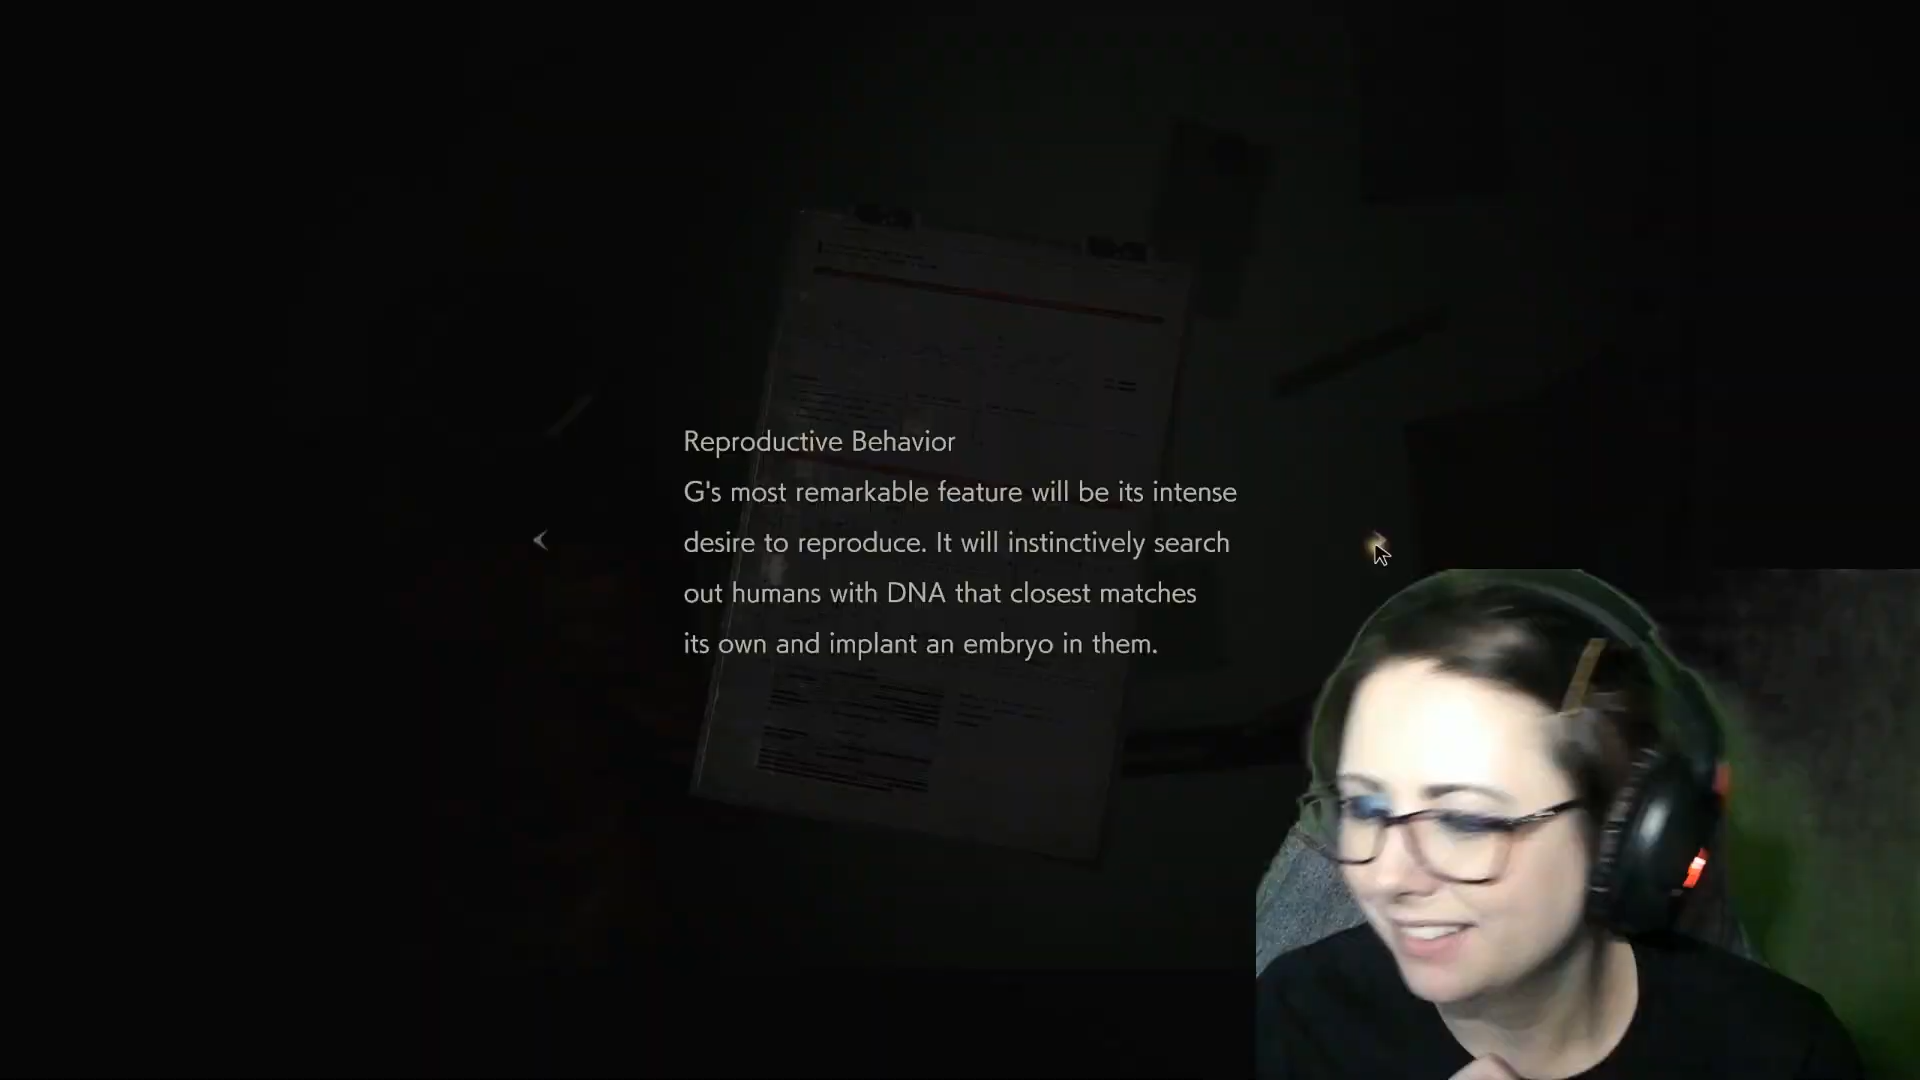 Reproductive Behavior
G's most remarkable feature will be its intense
desire to reproduce. It will instinctively search
out humans with DNA that closest matches
its own and implant an embryo in them.